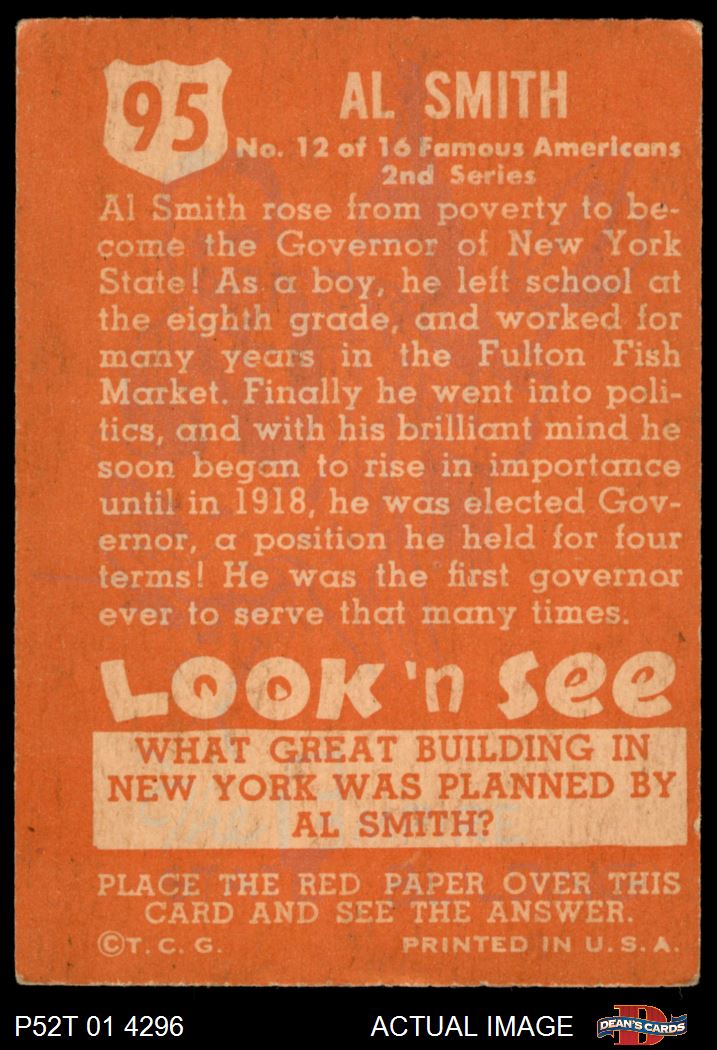 95
AL SMITH
No. 12 of 16 Famous Americans
2nd Series
Al Smith rose from poverty to be-
come the Governor of New York
State! As a boy, he left school at
the eighth grade, and worked for
many years in the Fulton Fish
Market. Finally he went into poli-
tics, and with his brilliant mind he
soon began to rise in importance
until in 1918, he was elected Gov-
ernor, a position he held for four
terms! He was the first governor
ever to serve that many times.
LOOK 'n See
WHAT GREAT BUILDING IN
NEW YORK WAS PLANNED BY
AL SMITH?
PLACE THE RED PAPER OVER THIS
CARD AND SEE THE ANSWER.
©T. C. G. PRINTED IN U. S. A.
P52T 01 4296 ACTUAL IMAGE D DEAN'S CARDS